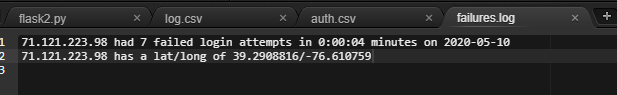 flask2.py × log.csv × auth.csv × failures.log × +
1 71.121.223.98 had 7 failed login attempts in 0:00:04 minutes on 2020-05-10
2 71.121.223.98 has a lat/long of 39.2908816/-76.610759
3